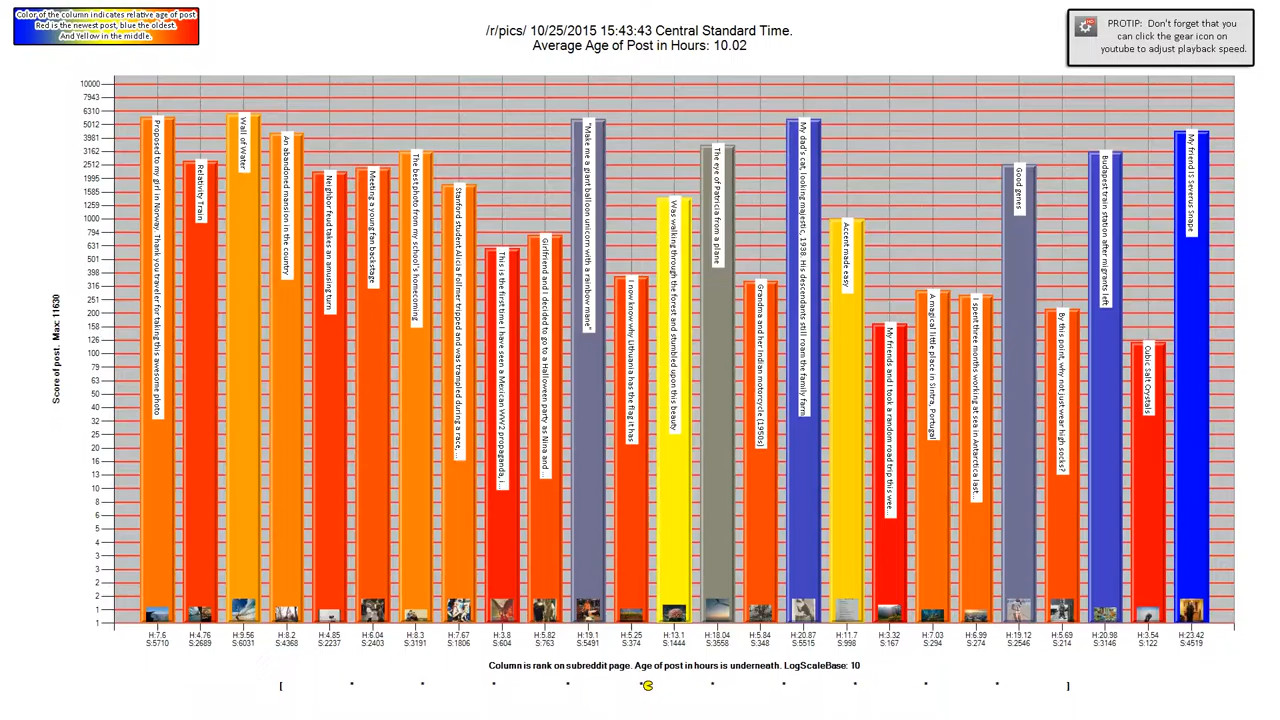 Color of the column indicates relative age of post
Red is the newest post, blue the oldest.
And Yellow in the middle.
/r/pics/ 10/25/2015 15:43:43 Central Standard Time.
Average Age of Post in Hours: 10.02
PROTIP: Don't forget that you
can click the gear icon on
youtube to adjust playback speed.
Score of post. Max: 11630
10000
7943
6310
5012
3981
3162
2512
1995
1585
1259
1000
794
631
501
398
316
251
200
158
126
100
79
63
50
40
32
25
20
16
13
10
8
6
5
4
3
3
2
2
1
1
1
Proposed to my girl in Norway. Thank you traveler for taking this awesome photo
Relativity Train
Wall of Water
An abandoned mansion in the country
Neighbor feud takes an amusing turn
Meeting a young fan backstage
The best photo from my school's homecoming
Stanford student Alicia Follmer tripped and was trampled during a race,...
This is the first time I have seen a Mexican WW2 propaganda, i...
Girlfriend and I decided to go to a Halloween party as Nina and...
"Make me a giant balloon unicorn with a rainbow mane"
I now know why Lithuania has the flag it has
Was walking through the forest and stumbled upon this beauty
The eye of Patricia from a plane
Grandma and her Indian motorcycle (1950s)
My dad's cat, looking majestic, 1938. His descendants still roam the family farm
Accent made easy
My friends and I took a random road trip this wee...
A magical little place in Sintra, Portugal
I spent three months working at sea in Antarctica last...
Good genes
By this point, why not just wear high socks?
Budapest train station after migrants left
Cubic Salt Crystals
My friend IS Severus Snape
H:7.6 H:4.76 H:9.56 H:8.2 H:4.85 H:6.04 H:8.3 H:7.67 H:3.8 H:5.82 H:19.1 H:5.25 H:13.1 H:18.04 H:5.84 H:20.87 H:11.7 H:3.32 H:7.03 H:6.99 H:19.12 H:5.69 H:20.98 H:3.54 H:23.42
S:5710 S:2689 S:6031 S:4368 S:2237 S:2403 S:3191 S:1806 S:604 S:763 S:5491 S:374 S:1444 S:3558 S:348 S:5515 S:998 S:167 S:294 S:274 S:2546 S:214 S:3146 S:122 S:4519
Column is rank on subreddit page. Age of post in hours is underneath. LogScaleBase: 10
[ * * * * * * * * * * ]